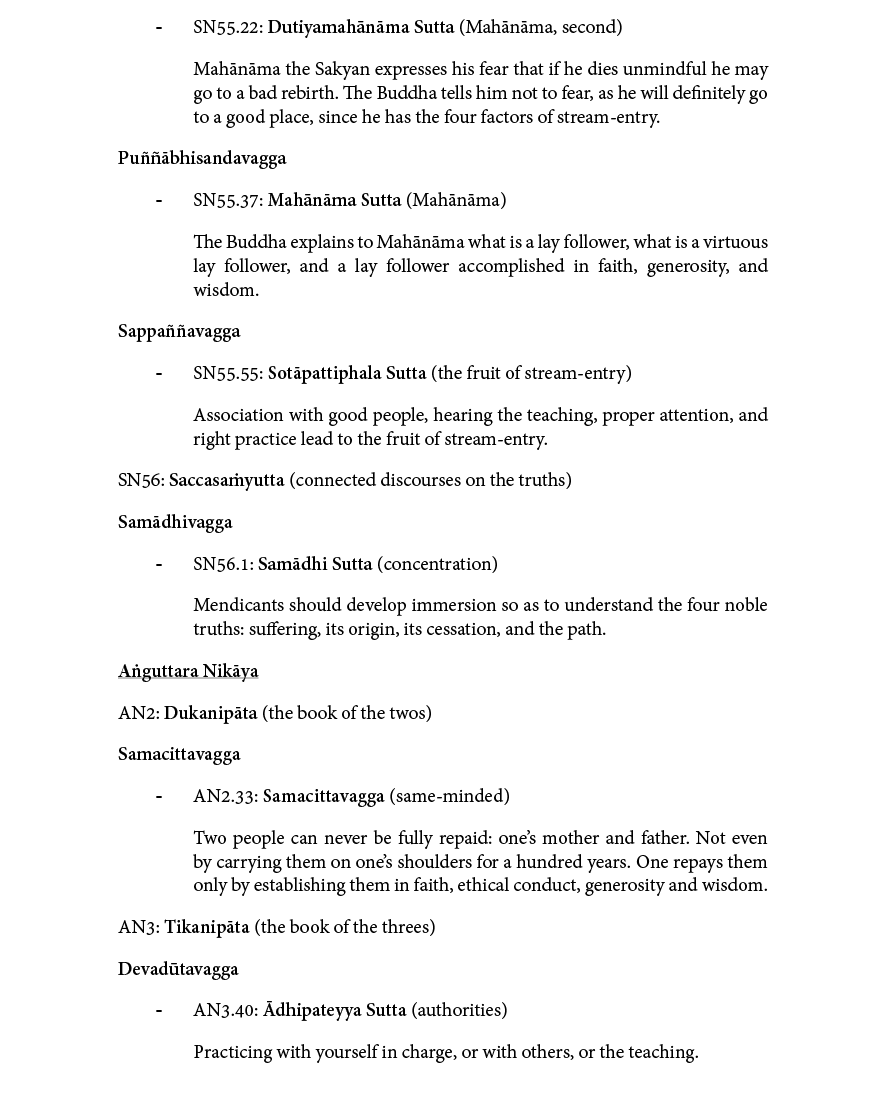 - SN55.22: Dutiyamahānāma Sutta (Mahānāma, second)
Mahānāma the Sakyan expresses his fear that if he dies unmindful he may
go to a bad rebirth. The Buddha tells him not to fear, as he will definitely go
to a good place, since he has the four factors of stream-entry.
Puññābhisandavagga
- SN55.37: Mahānāma Sutta (Mahānāma)
The Buddha explains to Mahānāma what is a lay follower, what is a virtuous
lay follower, and a lay follower accomplished in faith, generosity, and
wisdom.
Sappaññavagga
- SN55.55: Sotāpattiphala Sutta (the fruit of stream-entry)
Association with good people, hearing the teaching, proper attention, and
right practice lead to the fruit of stream-entry.
SN56: Saccasaṁyutta (connected discourses on the truths)
Samādhivagga
- SN56.1: Samādhi Sutta (concentration)
Mendicants should develop immersion so as to understand the four noble
truths: suffering, its origin, its cessation, and the path.
Aṅguttara Nikāya
AN2: Dukanipāta (the book of the twos)
Samacittavagga
- AN2.33: Samacittavagga (same-minded)
Two people can never be fully repaid: one’s mother and father. Not even
by carrying them on one’s shoulders for a hundred years. One repays them
only by establishing them in faith, ethical conduct, generosity and wisdom.
AN3: Tikanipāta (the book of the threes)
Devadūtavagga
- AN3.40: Ādhipateyya Sutta (authorities)
Practicing with yourself in charge, or with others, or the teaching.